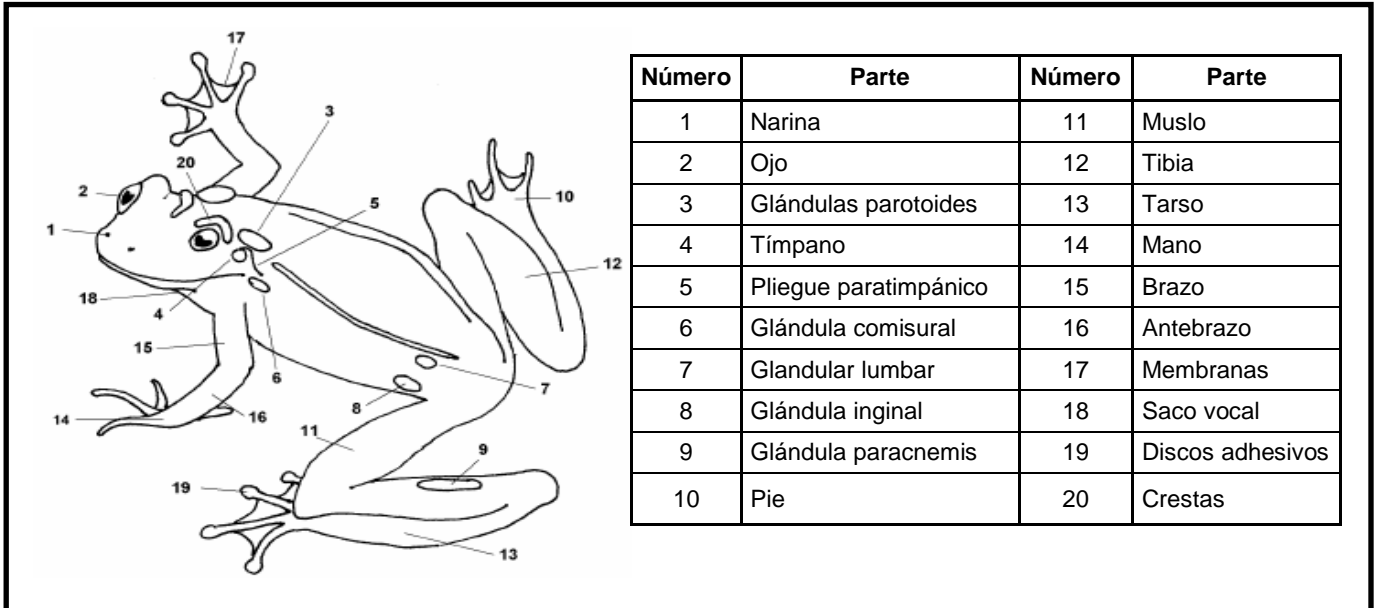 17
3
20
2
5
10
1
12
18
4
15
6
7
8
14
16
11
9
19
13
Número Parte Número Parte
1 Narina 11 Muslo
2 Ojo 12 Tibia
3 Glándulas parotoides 13 Tarso
4 Tímpano 14 Mano
5 Pliegue paratimpánico 15 Brazo
6 Glándula comisural 16 Antebrazo
7 Glandular lumbar 17 Membranas
8 Glándula inginal 18 Saco vocal
9 Glándula paracnemis 19 Discos adhesivos
10 Pie 20 Crestas